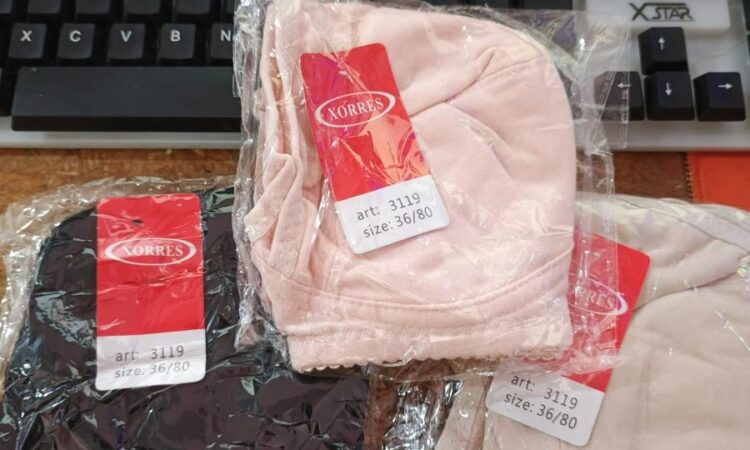 X C V B N
XSTAR
XORRES
art: 3119
size: 36/80
XORRES
art: 3119
size: 36/80
art: 3119
size: 36/80